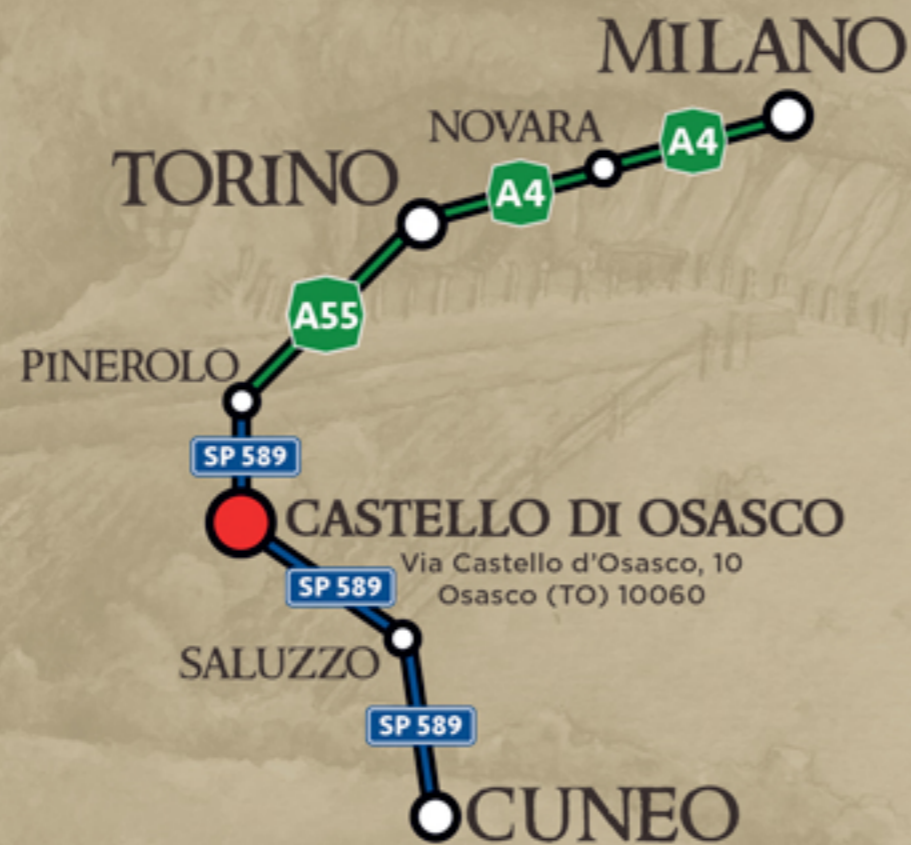 MILANO
NOVARA
A4
TORINO
A4
A55
PINEROLO
SP 589
CASTELLO DI OSASCO
Via Castello d'Osasco, 10
Osasco (TO) 10060
SP 589
SALUZZO
SP 589
CUNEO